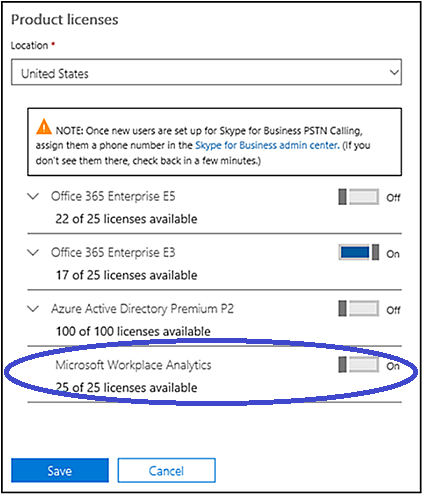 Product licenses
Location *
United States
NOTE: Once new users are set up for Skype for Business PSTN Calling,
assign them a phone number in the Skype for Business admin center. (If you
don't see them there, check back in a few minutes.)
Office 365 Enterprise E5 Off
22 of 25 licenses available
Office 365 Enterprise E3 On
17 of 25 licenses available
Azure Active Directory Premium P2 Off
100 of 100 licenses available
Microsoft Workplace Analytics On
25 of 25 licenses available
Save Cancel